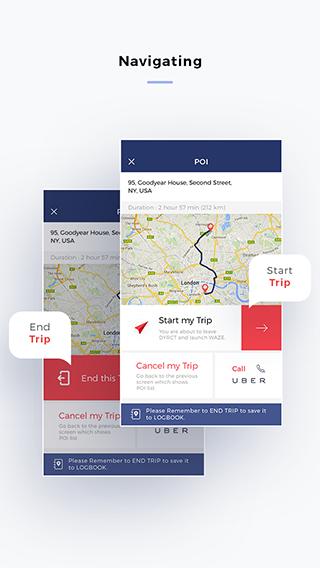 Navigating
POI
95, Goodyear House, Second Street,
NY, USA
Duration : 2 hour 57 min (212 km)
London
Start
Trip
Start my Trip
You are about to leave
DYRCT and launch WAZE.
Cancel my Trip
Go back to the previous
screen which shows
POI list
Call
UBER
Please Remember to END TRIP to save it
to LOGBOOK.
95, Goodyear House,
NY, USA
Duration : 2 hour 57
End
Trip
End this T
Cancel my Trip
Go back to the previous
screen which shows
POI list
UBER
Please Remember to END TRIP to save it
to LOGBOOK.